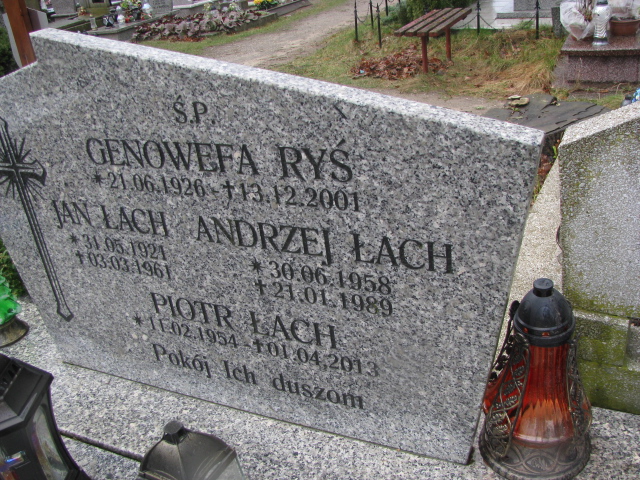 Ś.P.
GENOWEFA RYŚ
*21.06.1926 - †13.12.2001
JAN ŁACH ANDRZEJ ŁACH
*31.05.1921 *30.06.1958
†03.03.1961 †21.01.1989
PIOTR ŁACH
*11.02.1954 - †01.04.2013
Pokój Ich duszom